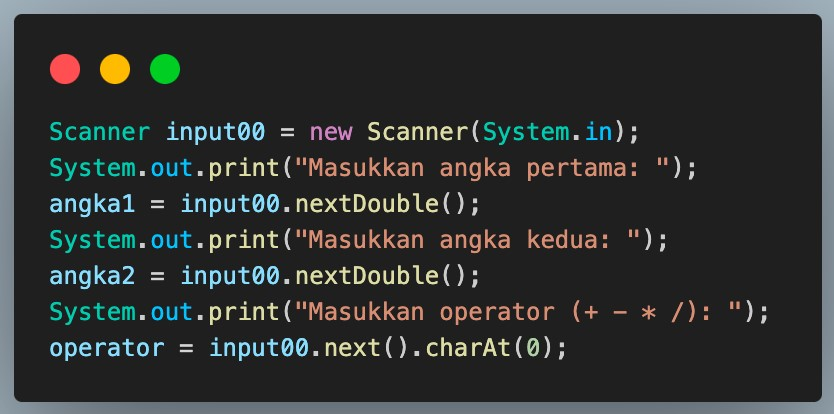 Scanner input00 = new Scanner(System.in);
System.out.print("Masukkan angka pertama: ");
angka1 = input00.nextDouble();
System.out.print("Masukkan angka kedua: ");
angka2 = input00.nextDouble();
System.out.print("Masukkan operator (+ - * /): ");
operator = input00.next().charAt(0);